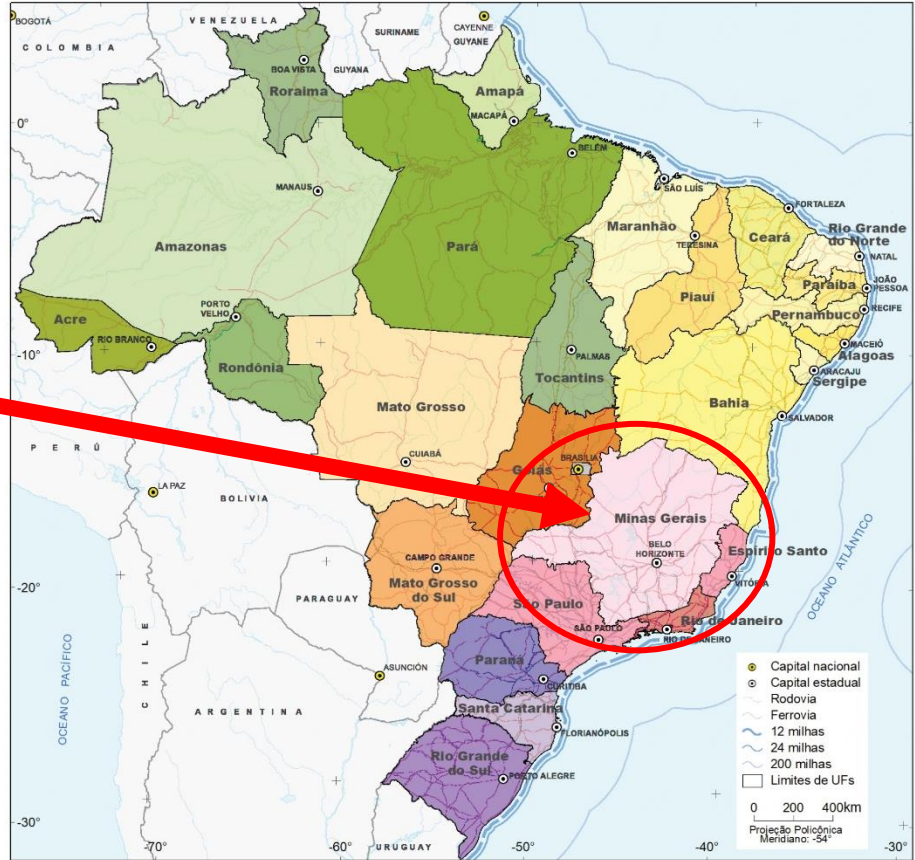 BOGOTÁ
VENEZUELA
COLOMBIA
SURINAME
CAYENNE
GUYANE
BOA VISTA
GUYANA
Roraima
Amapá
MACAPÁ
0°
BELÉM
SÃO LUÍS
MANAUS
FORTALEZA
Amazonas
Pará
Maranhão
TERESINA
Ceará
Rio Grande
do Norte
NATAL
Piauí
Paraíba
JOÃO
PESSOA
Pernambuco
RECIFE
Acre
PORTO
VELHO
RIO BRANCO
-10°
Rondônia
PALMAS
Tocantins
MACEIÓ
Alagoas
ARACAJU
Sergipe
Mato Grosso
Bahia
SALVADOR
PERÚ
CUIABÁ
Goiás
BRASÍLIA
LA PAZ
BOLIVIA
Minas Gerais
BELO
HORIZONTE
Espírito Santo
VITÓRIA
OCEANO ATLÂNTICO
CAMPO GRANDE
Mato Grosso
do Sul
-20°
PARAGUAY
São Paulo
SÃO PAULO
Rio de Janeiro
RIO DE JANEIRO
ASUNCIÓN
Paraná
CURITIBA
OCEANO PACÍFICO
CHILE
ARGENTINA
Santa Catarina
FLORIANÓPOLIS
Rio Grande
do Sul
PORTO ALEGRE
Capital nacional
Capital estadual
Rodovia
Ferrovia
12 milhas
24 milhas
200 milhas
Limites de UFs
0 200 400km
Projeção Policônica
Meridiano: -54°
-30°
URUGUAY
-70°
-60°
-50°
-40°
-30°